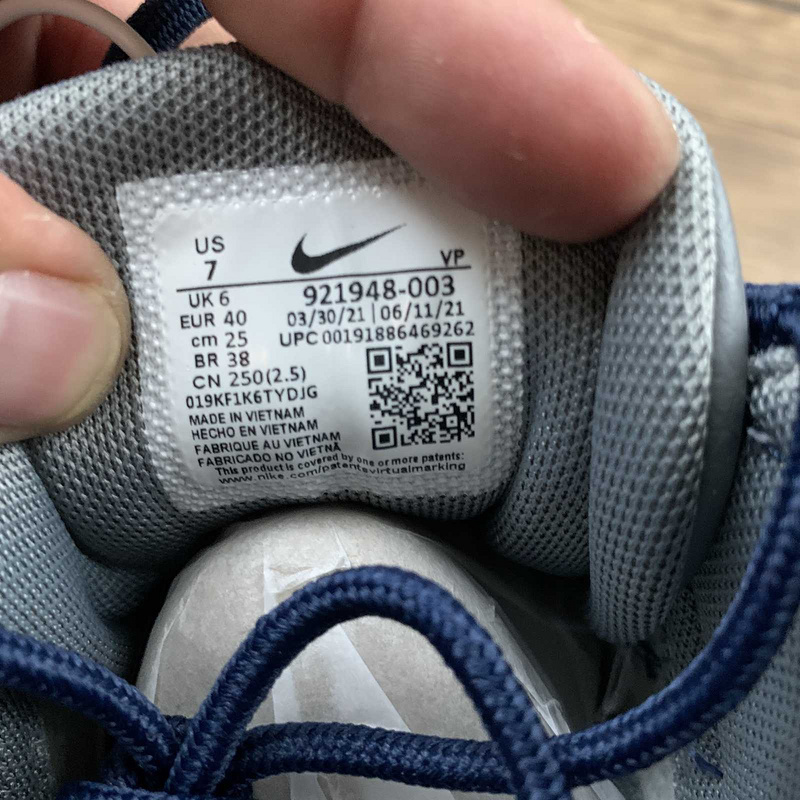 US
7
VP
UK 6
921948-003
EUR 40
03/30/21 | 06/11/21
cm 25
UPC 00191886469262
BR 38
CN 250(2.5)
019KF1K6TYDJG
MADE IN VIETNAM
HECHO EN VIETNAM
FABRIQUE AU VIETNAM
FABRICADO NO VIETNÃ
This product is covered by one or more patents:
www.nike.com/patentsvirtualmarking